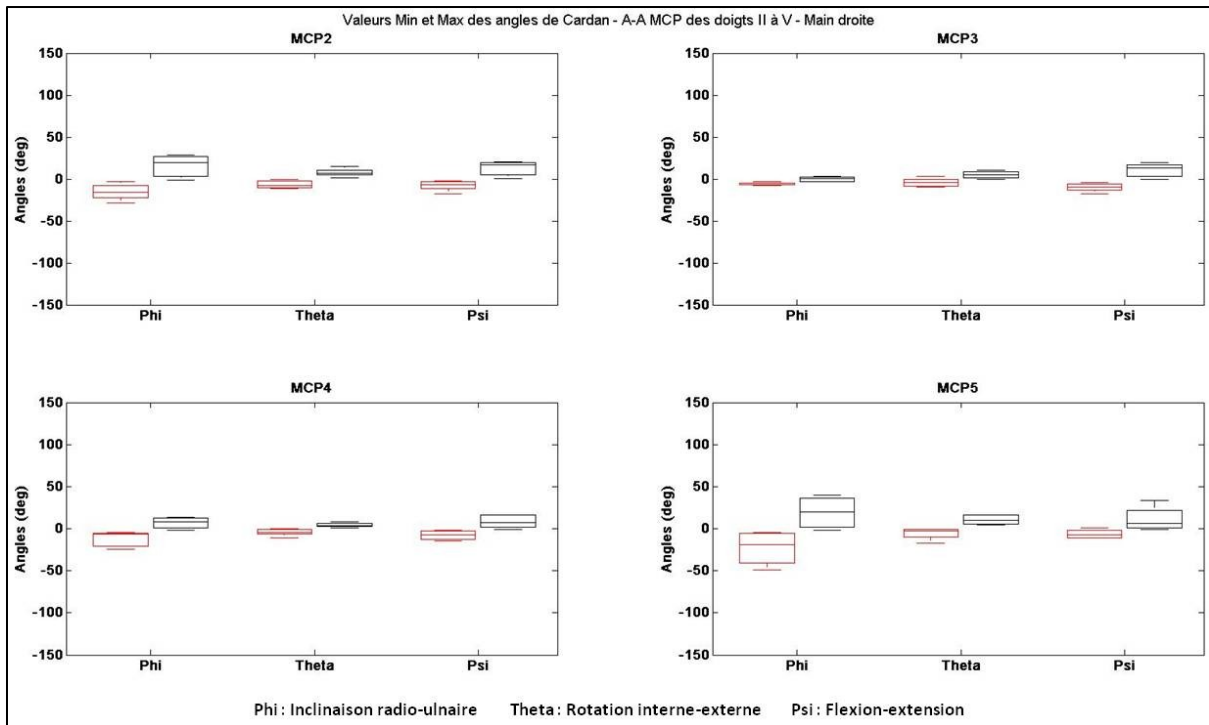 Valeurs Min et Max des angles de Cardan - A-A MCP des doigts II à V - Main droite
MCP2
150
100
50
0
-50
-100
-150
Angles (deg)
Phi Theta Psi
MCP3
150
100
50
0
-50
-100
-150
Angles (deg)
Phi Theta Psi
MCP4
150
100
50
0
-50
-100
-150
Angles (deg)
Phi Theta Psi
MCP5
150
100
50
0
-50
-100
-150
Angles (deg)
Phi Theta Psi
Phi : Inclinaison radio-ulnaire Theta : Rotation interne-externe Psi : Flexion-extension